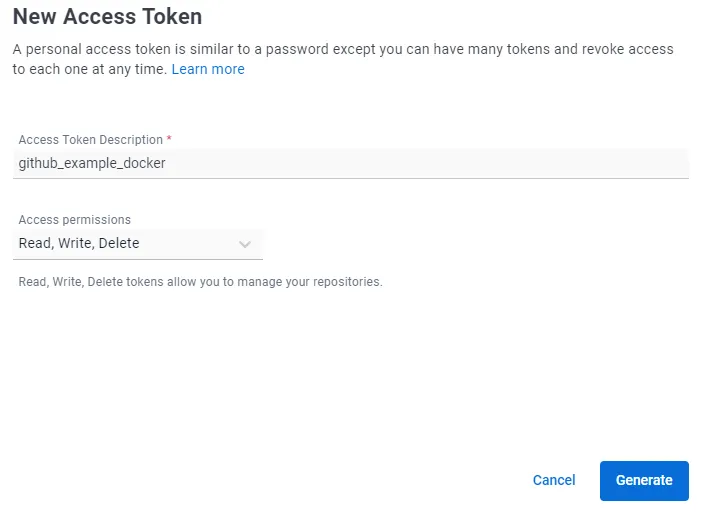 New Access Token
A personal access token is similar to a password except you can have many tokens and revoke access
to each one at any time. Learn more
Access Token Description *
github_example_docker
Access permissions
Read, Write, Delete
Read, Write, Delete tokens allow you to manage your repositories.
Cancel Generate